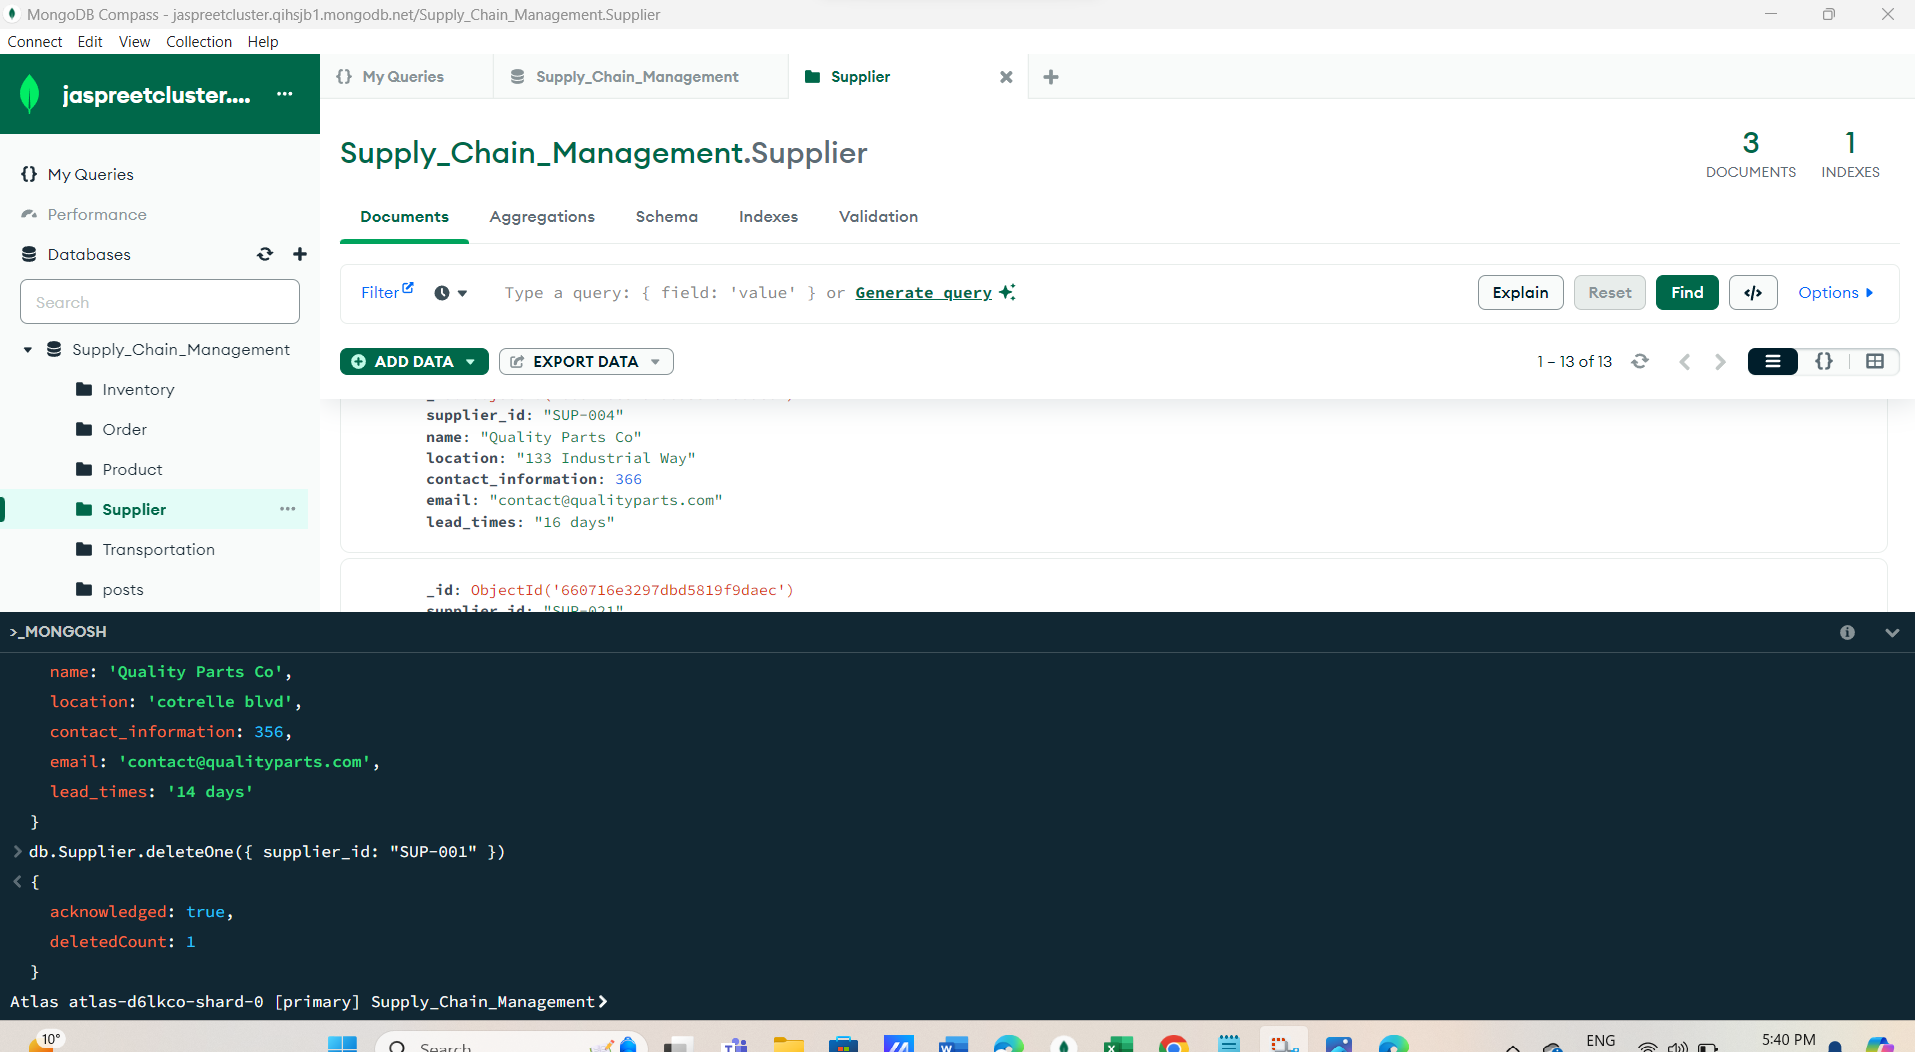 MongoDB Compass - jaspreetcluster.qihsjb1.mongodb.net/Supply_Chain_Management.Supplier
Connect Edit View Collection Help
jaspreetcluster.... ...
My Queries
Performance
Databases
Search
Supply_Chain_Management
Inventory
Order
Product
Supplier
Transportation
posts
{} My Queries Supply_Chain_Management Supplier
Supply_Chain_Management.Supplier
3 DOCUMENTS
1 INDEXES
Documents Aggregations Schema Indexes Validation
Filter Type a query: { field: 'value' } or Generate query Explain Reset Find </> Options
ADD DATA EXPORT DATA 1 – 13 of 13 {}
supplier_id: "SUP-004"
name: "Quality Parts Co"
location: "133 Industrial Way"
contact_information: 366
email: "contact@qualityparts.com"
lead_times: "16 days"
_id: ObjectId('660716e3297dbd5819f9daec')
supplier_id: "SUP-021"
>_MONGOSH
name: 'Quality Parts Co',
location: 'cotrelle blvd',
contact_information: 356,
email: 'contact@qualityparts.com',
lead_times: '14 days'
}
> db.Supplier.deleteOne({ supplier_id: "SUP-001" })
< {
acknowledged: true,
deletedCount: 1
}
Atlas atlas-d6lkco-shard-0 [primary] Supply_Chain_Management>
10° Search ENG 5:40 PM